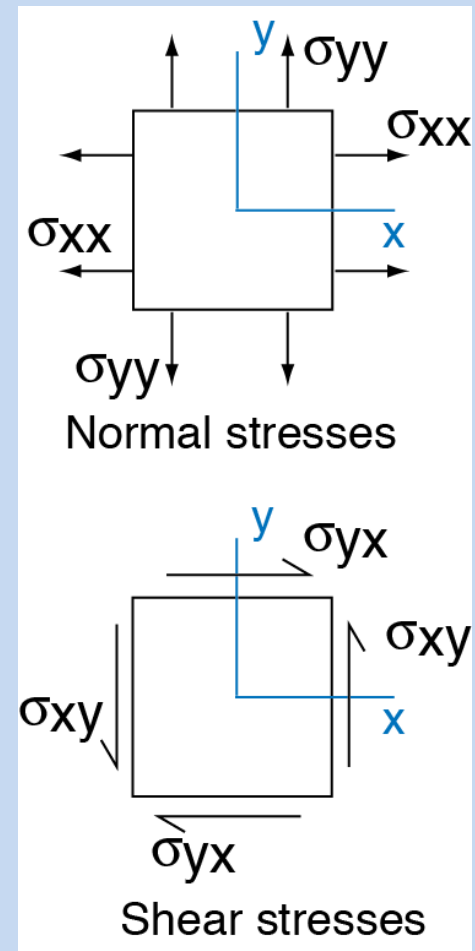 y
σyy
σxx
x
σxx
σyy
Normal stresses
y
σyx
σxy
x
σxy
σyx
Shear stresses